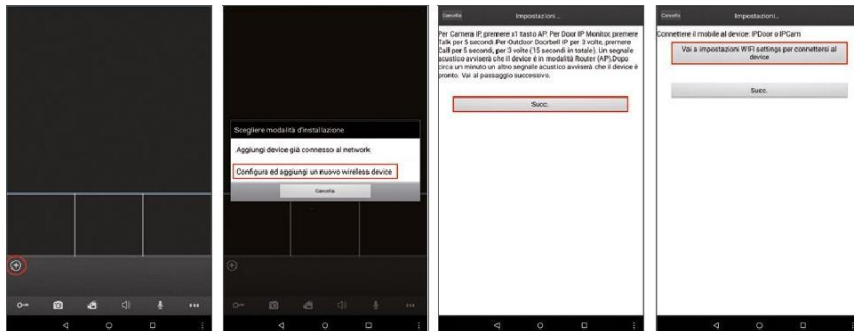 Scegliere modalità d'installazione
Aggiungi device già connesso al network
Configura ed aggiungi un nuovo wireless device
Cancella
Cancella
Impostazioni...
Per Camera IP, premere x1 tasto AP. Per Door IP Monitor, premere
Talk per 5 secondi.Per Outdoor Doorbell IP per 3 volte, premere
Call per 5 secondi, per 3 volte (15 secondi in totale). Un segnale
acustico avviserà che il device è in modalità Router (AP).Dopo
circa un minuto un altro segnale acustico avviserà che il device è
pronto. Vai al passaggio successivo.
Succ.
Cancella
Impostazioni...
Connettere il mobile al device: IPDoor o IPCam
Vai a impostazioni WIFI settings per connettersi al
device
Succ.